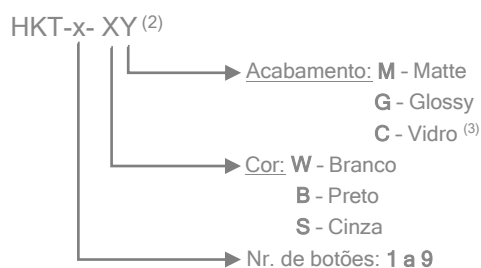 HKT-x- XY (2)
Acabamento: M - Matte
G - Glossy
C - Vidro (3)
Cor: W - Branco
B - Preto
S - Cinza
Nr. de botões: 1 a 9